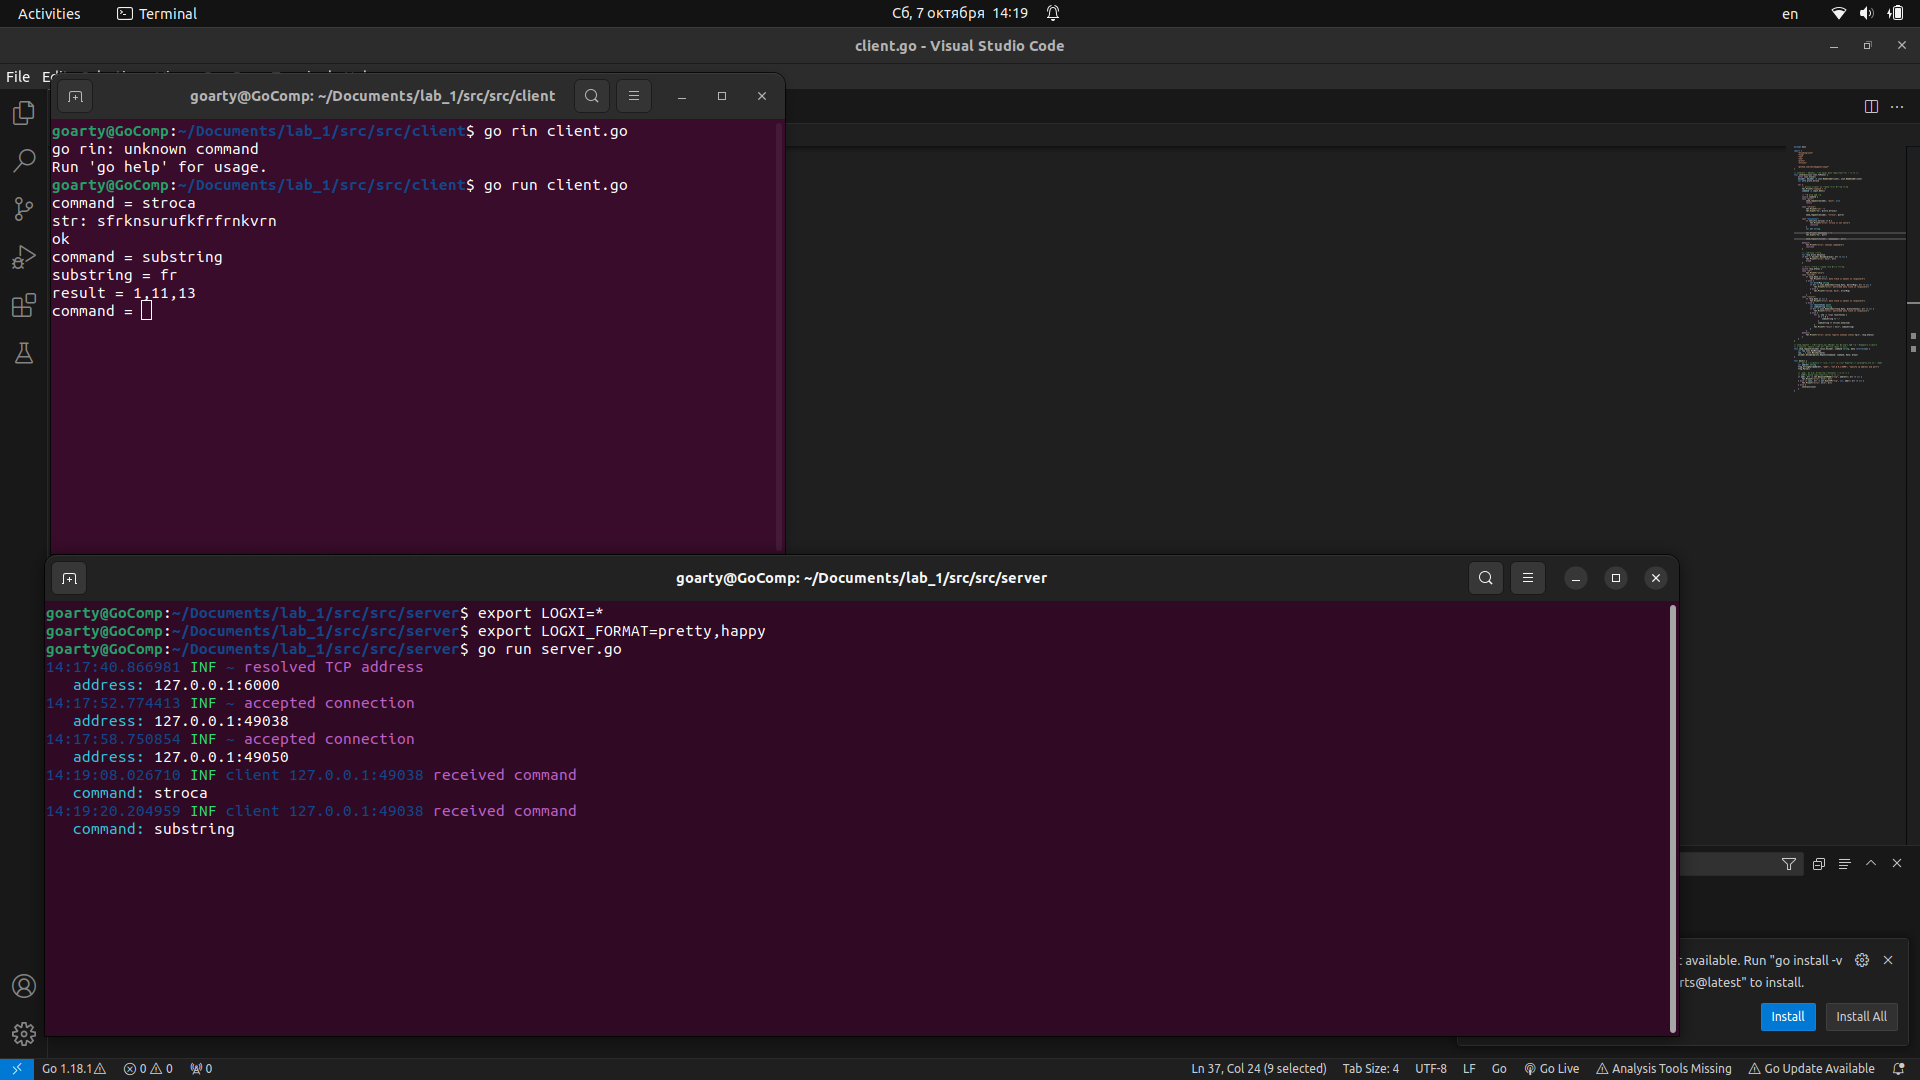 Activities
Terminal
Сб, 7 октября 14:19
en
client.go - Visual Studio Code
File
goarty@GoComp: ~/Documents/lab_1/src/src/client
goarty@GoComp:~/Documents/lab_1/src/src/client$ go rin client.go
go rin: unknown command
Run 'go help' for usage.
goarty@GoComp:~/Documents/lab_1/src/src/client$ go run client.go
command = stroca
str: sfrknsurufkfrfrnkvrn
ok
command = substring
substring = fr
result = 1,11,13
command =
goarty@GoComp: ~/Documents/lab_1/src/src/server
goarty@GoComp:~/Documents/lab_1/src/src/server$ export LOGXI=*
goarty@GoComp:~/Documents/lab_1/src/src/server$ export LOGXI_FORMAT=pretty,happy
goarty@GoComp:~/Documents/lab_1/src/src/server$ go run server.go
14:17:40.866981 INF ~ resolved TCP address
address: 127.0.0.1:6000
14:17:52.774413 INF ~ accepted connection
address: 127.0.0.1:49038
14:17:58.750854 INF ~ accepted connection
address: 127.0.0.1:49050
14:19:08.026710 INF client 127.0.0.1:49038 received command
command: stroca
14:19:20.204959 INF client 127.0.0.1:49038 received command
command: substring
available. Run "go install -v
rts@latest" to install.
Install
Install All
Go 1.18.1
0 0
0
Ln 37, Col 24 (9 selected)
Tab Size: 4
UTF-8
LF
Go
Go Live
Analysis Tools Missing
Go Update Available